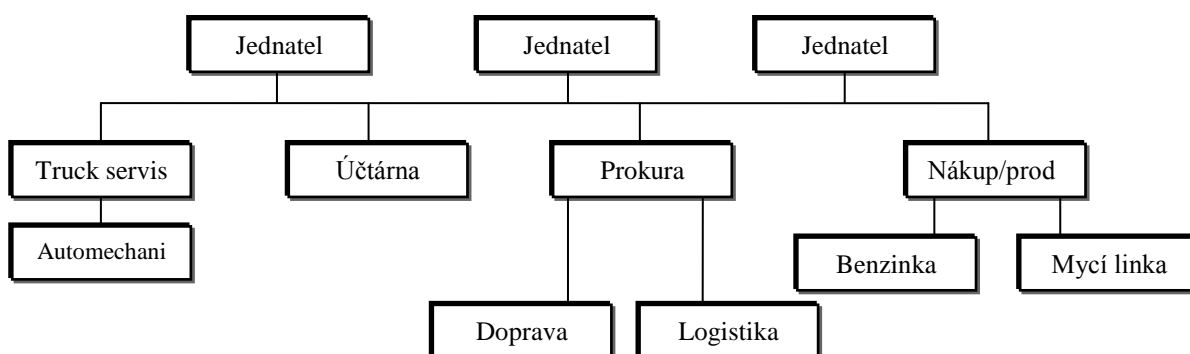 Jednatel
Jednatel
Jednatel
Truck servis
Účtárna
Prokura
Nákup/prod
Automechani
Benzinka
Mycí linka
Doprava
Logistika